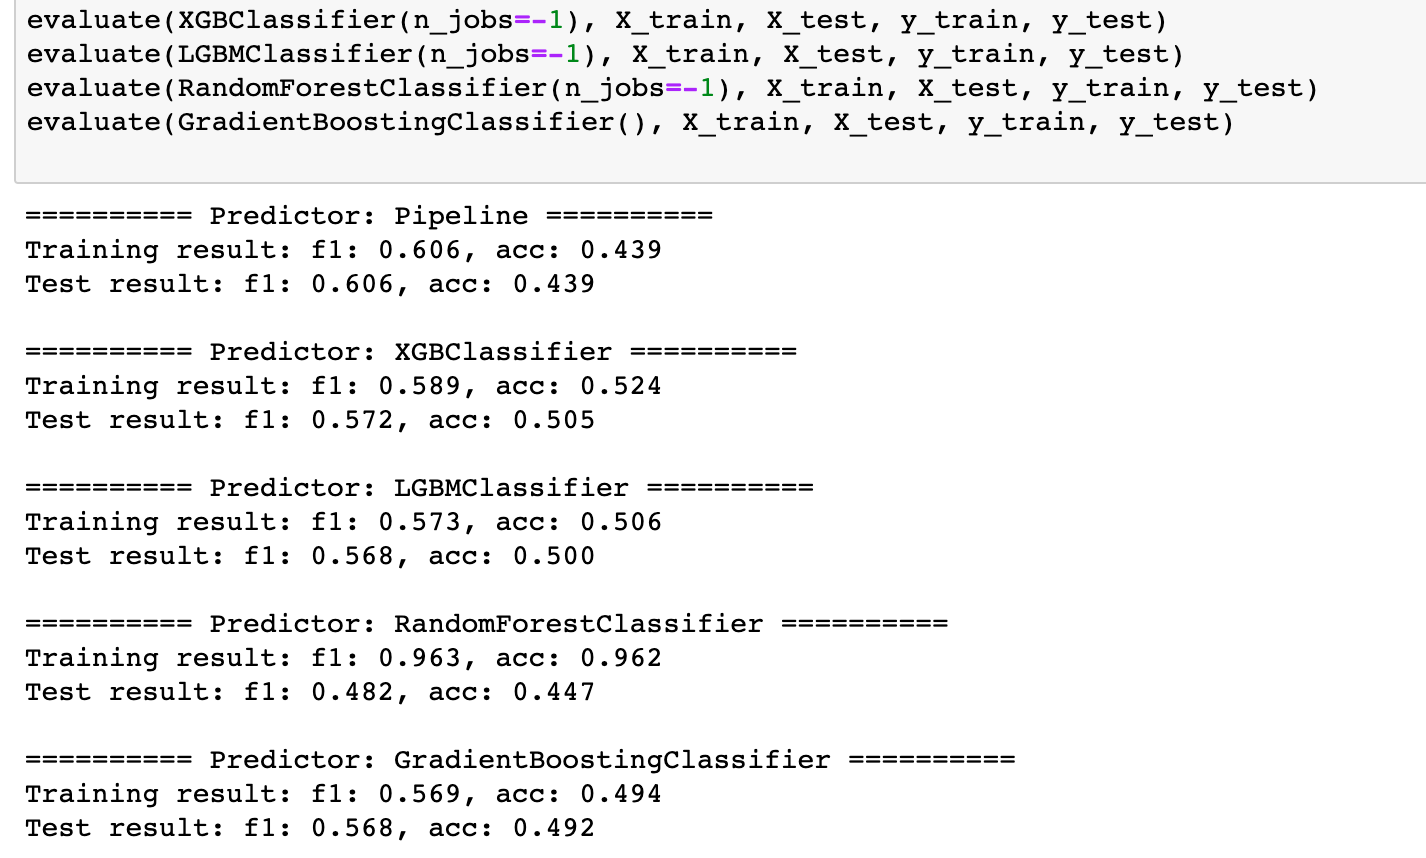 evaluate(XGBClassifier(n_jobs=-1), X_train, X_test, y_train, y_test)
evaluate(LGBMClassifier(n_jobs=-1), X_train, X_test, y_train, y_test)
evaluate(RandomForestClassifier(n_jobs=-1), X_train, X_test, y_train, y_test)
evaluate(GradientBoostingClassifier(), X_train, X_test, y_train, y_test)
========== Predictor: Pipeline ==========
Training result: f1: 0.606, acc: 0.439
Test result: f1: 0.606, acc: 0.439
========== Predictor: XGBClassifier ==========
Training result: f1: 0.589, acc: 0.524
Test result: f1: 0.572, acc: 0.505
========== Predictor: LGBMClassifier ==========
Training result: f1: 0.573, acc: 0.506
Test result: f1: 0.568, acc: 0.500
========== Predictor: RandomForestClassifier ==========
Training result: f1: 0.963, acc: 0.962
Test result: f1: 0.482, acc: 0.447
========== Predictor: GradientBoostingClassifier ==========
Training result: f1: 0.569, acc: 0.494
Test result: f1: 0.568, acc: 0.492